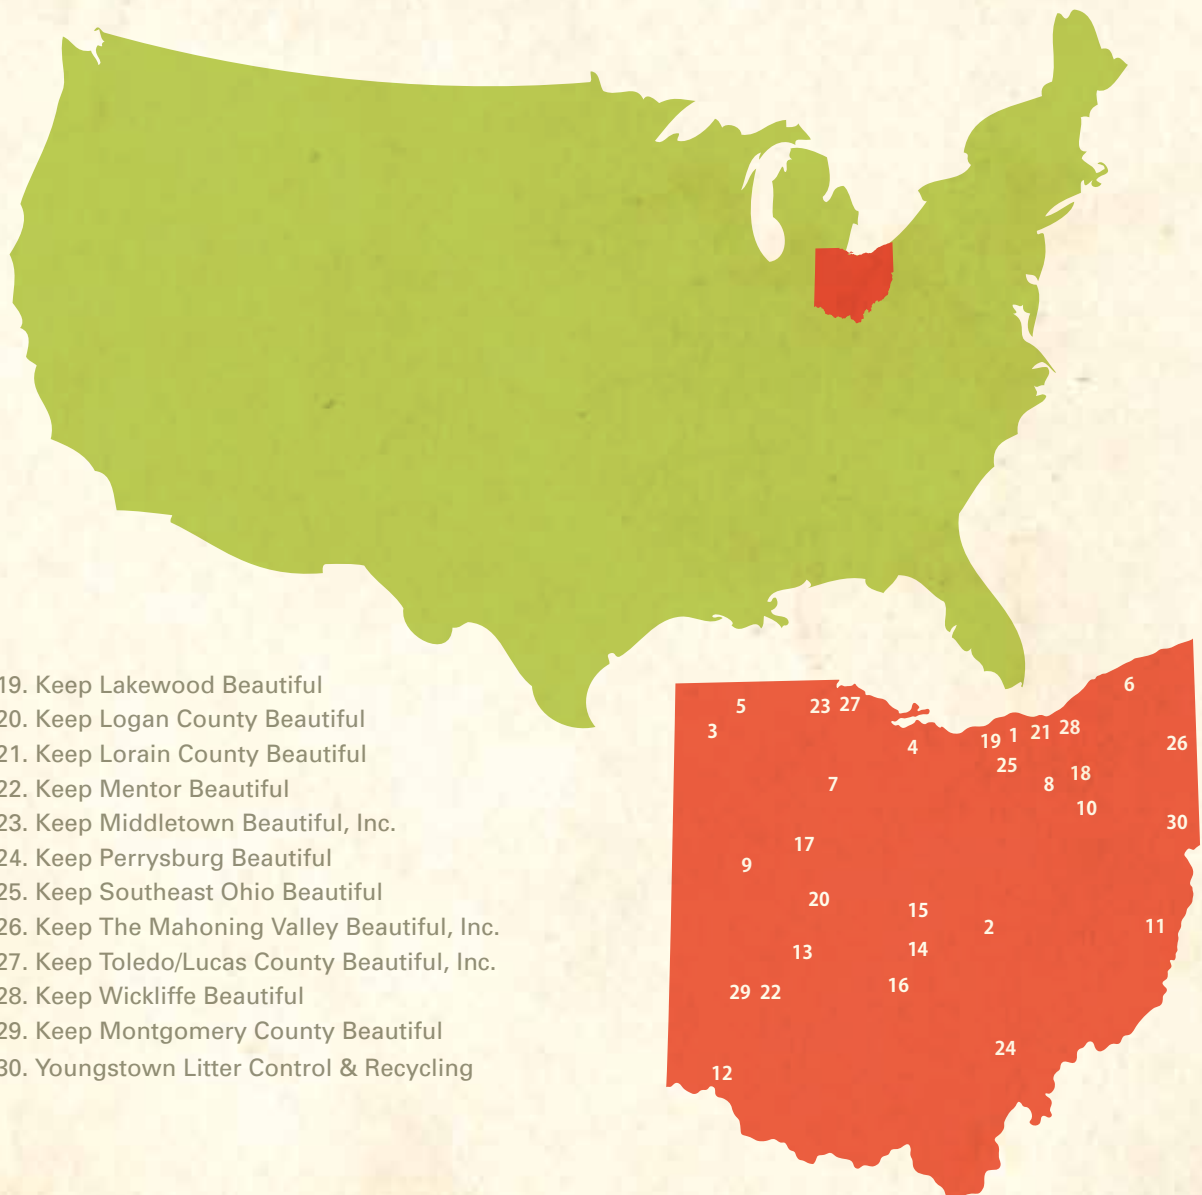 19. Keep Lakewood Beautiful
20. Keep Logan County Beautiful
21. Keep Lorain County Beautiful
22. Keep Mentor Beautiful
23. Keep Middletown Beautiful, Inc.
24. Keep Perrysburg Beautiful
25. Keep Southeast Ohio Beautiful
26. Keep The Mahoning Valley Beautiful, Inc.
27. Keep Toledo/Lucas County Beautiful, Inc.
28. Keep Wickliffe Beautiful
29. Keep Montgomery County Beautiful
30. Youngstown Litter Control & Recycling
6
5 23 27
3 4 19 1 21 28 26
25
7 8 18
10
30
17
9
20 15
2 11
13 14
29 22 16
24
12